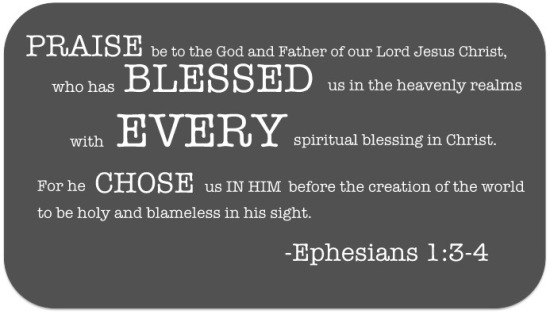 PRAISE be to the God and Father of our Lord Jesus Christ,
who has BLESSED us in the heavenly realms
with EVERY spiritual blessing in Christ.
For he CHOSE us IN HIM before the creation of the world
to be holy and blameless in his sight.
-Ephesians 1:3-4